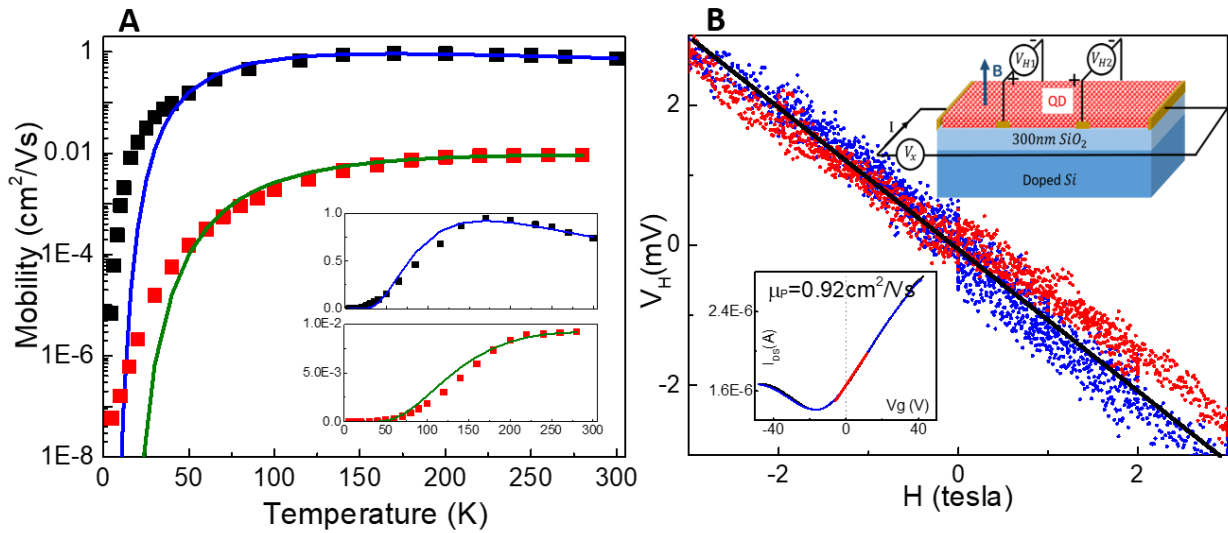 A
Mobility (cm²/Vs)
1
0.01
1E-4
1E-6
1E-8
0 50 100 150 200 250 300
Temperature (K)
1.0
0.5
0.0
1.0E-2
5.0E-3
0.0
0 50 100 150 200 250 300
B
V_H(mV)
2
0
-2
-2 0 2
H (tesla)
B
V_H1
V_H2
+ −
+ −
QD
I
V_x
300nm SiO₂
Doped Si
μ_P=0.92cm²/Vs
2.4E-6
I_DS(A)
1.6E-6
Vg (V)
0 40